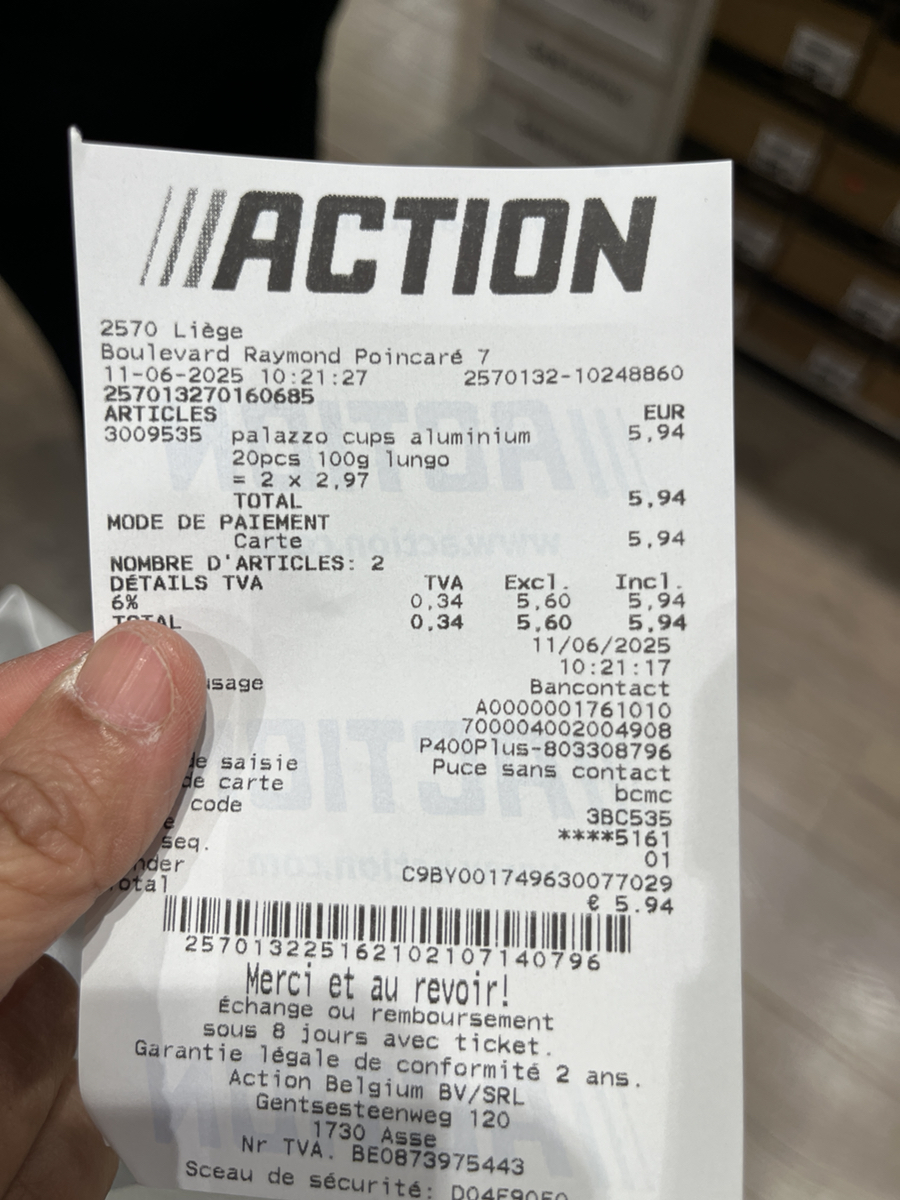 ACTION
2570 Liège
Boulevard Raymond Poincaré 7
11-06-2025 10:21:27 2570132-10248860
257013270160685
ARTICLES EUR
3009535 palazzo cups aluminium 5,94
20pcs 100g lungo
= 2 x 2,97
TOTAL 5,94
MODE DE PAIEMENT
Carte 5,94
NOMBRE D'ARTICLES: 2
DÉTAILS TVA TVA Excl. Incl.
6% 0,34 5,60 5,94
TOTAL 0,34 5,60 5,94
11/06/2025
10:21:17
Bancontact
A0000001761010
700004002004908
P400Plus-803308796
de saisie Puce sans contact
de carte bcmc
code 3BC535
****5161
seq. 01
C9BY001749630077029
€ 5.94
2570132251621021071 40796
Merci et au revoir!
Échange ou remboursement
sous 8 jours avec ticket.
Garantie légale de conformité 2 ans.
Action Belgium BV/SRL
Gentsesteenweg 120
1730 Asse
Nr TVA. BE0873975443
Sceau de sécurité: